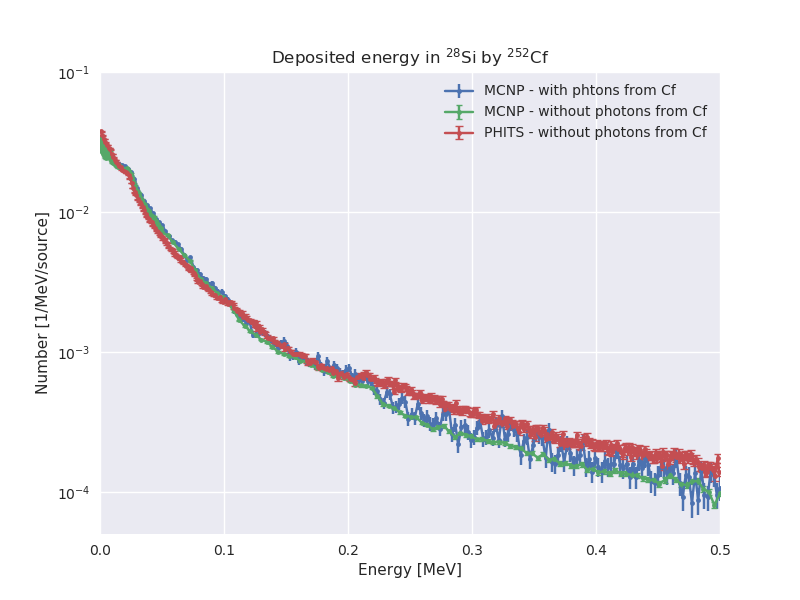 Deposited energy in ²⁸Si by ²⁵²Cf
MCNP - with phtons from Cf
MCNP - without photons from Cf
PHITS - without photons from Cf
Number [1/MeV/source]
10⁻¹
10⁻²
10⁻³
10⁻⁴
0.0 0.1 0.2 0.3 0.4 0.5
Energy [MeV]